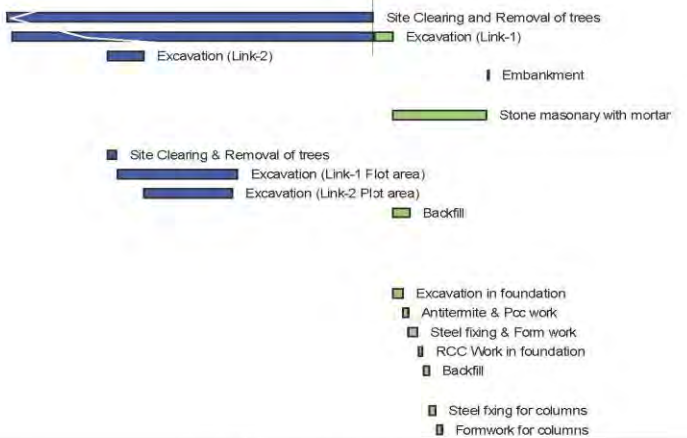 Site Clearing and Removal of trees
Excavation (Link-1)
Excavation (Link-2)
Embankment
Stone masonary with mortar
Site Clearing & Removal of trees
Excavation (Link-1 Plot area)
Excavation (Link-2 Plot area)
Backfill
Excavation in foundation
Antitermite & Pcc work
Steel fixing & Form work
RCC Work in foundation
Backfill
Steel fxing for columns
Formwork for columns